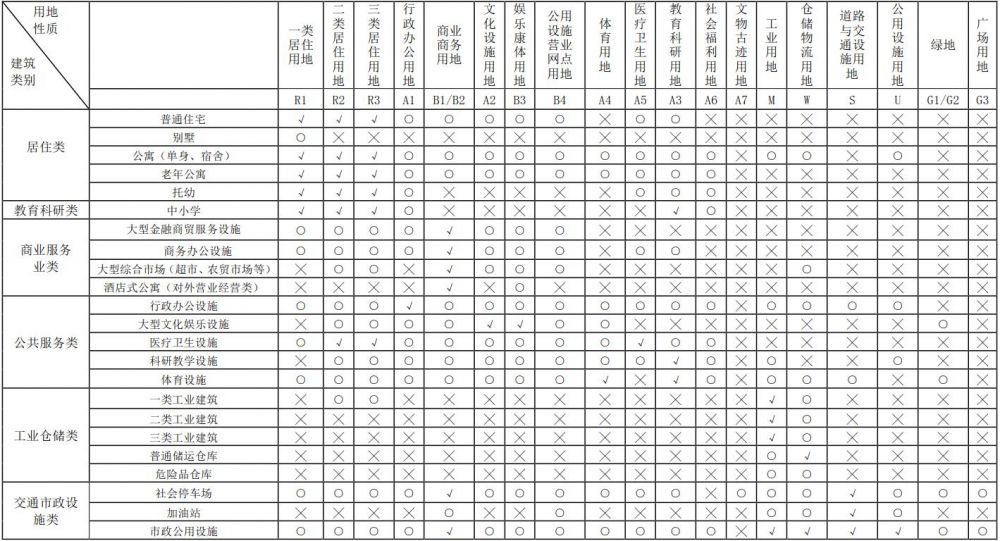 用地性质
建筑类别
一类居住用地 二类居住用地 三类居住用地 行政办公用地 商业商务用地 文化设施用地 娱乐康体用地 公用设施营业网点用地 体育用地 医疗卫生用地 教育科研用地 社会福利用地 文物古迹用地 工业用地 仓储物流用地 道路与交通设施用地 公用设施用地 绿地 广场用地
R1 R2 R3 A1 B1/B2 A2 B3 B4 A4 A5 A3 A6 A7 M W S U G1/G2 G3
居住类
普通住宅 √ √ √ ○ ○ ○ ○ ○ × ○ ○ × × × × × × × ×
别墅 ○ × × × × × × × × × × × × × × × × × ×
公寓（单身、宿舍） √ √ √ ○ ○ ○ ○ ○ ○ ○ ○ ○ × ○ ○ × ○ × ×
老年公寓 √ √ √ ○ ○ ○ ○ ○ ○ ○ ○ ○ × × × × × × ×
托幼 √ √ √ ○ × × × × × ○ ○ ○ × × × × × × ×
教育科研类
中小学 √ √ √ ○ × × × × × × √ ○ × × × × × × ×
商业服务业类
大型金融商贸服务设施 ○ ○ ○ ○ √ ○ ○ ○ × × × × × × × × × × ×
商务办公设施 ○ ○ ○ ○ √ ○ ○ ○ × ○ ○ × × × × × × × ×
大型综合市场（超市、农贸市场等） × ○ ○ × √ ○ ○ ○ × × × × × × ○ × × × ×
酒店式公寓（对外营业经营类） × × × × √ × ○ × × × × × × × × × × × ×
公共服务类
行政办公设施 ○ ○ ○ √ ○ ○ ○ ○ ○ ○ ○ ○ × ○ ○ ○ ○ × ×
大型文化娱乐设施 × ○ ○ ○ ○ √ √ ○ ○ × × × × × × × × ○ ×
医疗卫生设施 ○ √ √ ○ ○ ○ ○ ○ ○ √ ○ ○ × × × × × × ×
科研教学设施 × ○ ○ ○ ○ ○ ○ ○ ○ ○ √ ○ × ○ × × ○ × ×
体育设施 ○ ○ ○ ○ ○ ○ ○ ○ √ × √ ○ × ○ ○ ○ × ○ ×
工业仓储类
一类工业建筑 × ○ ○ × × × × × × × × × × √ ○ × × × ×
二类工业建筑 × × × × × × × × × × × × × √ ○ × × × ×
三类工业建筑 × × × × × × × × × × × × × √ ○ × × × ×
普通储运仓库 × × × × × × × × × × × × × ○ √ × × × ×
危险品仓库 × × × × × × × × × × × × × ○ ○ × × × ×
交通市政设施类
社会停车场 ○ ○ ○ ○ √ ○ ○ ○ ○ ○ ○ × ○ ○ ○ √ ○ ○ ○
加油站 × × × × ○ × × ○ × × × × × ○ ○ √ ○ × ×
市政公用设施 ○ ○ ○ ○ √ ○ ○ ○ ○ ○ ○ ○ × √ √ √ √ ○ ○